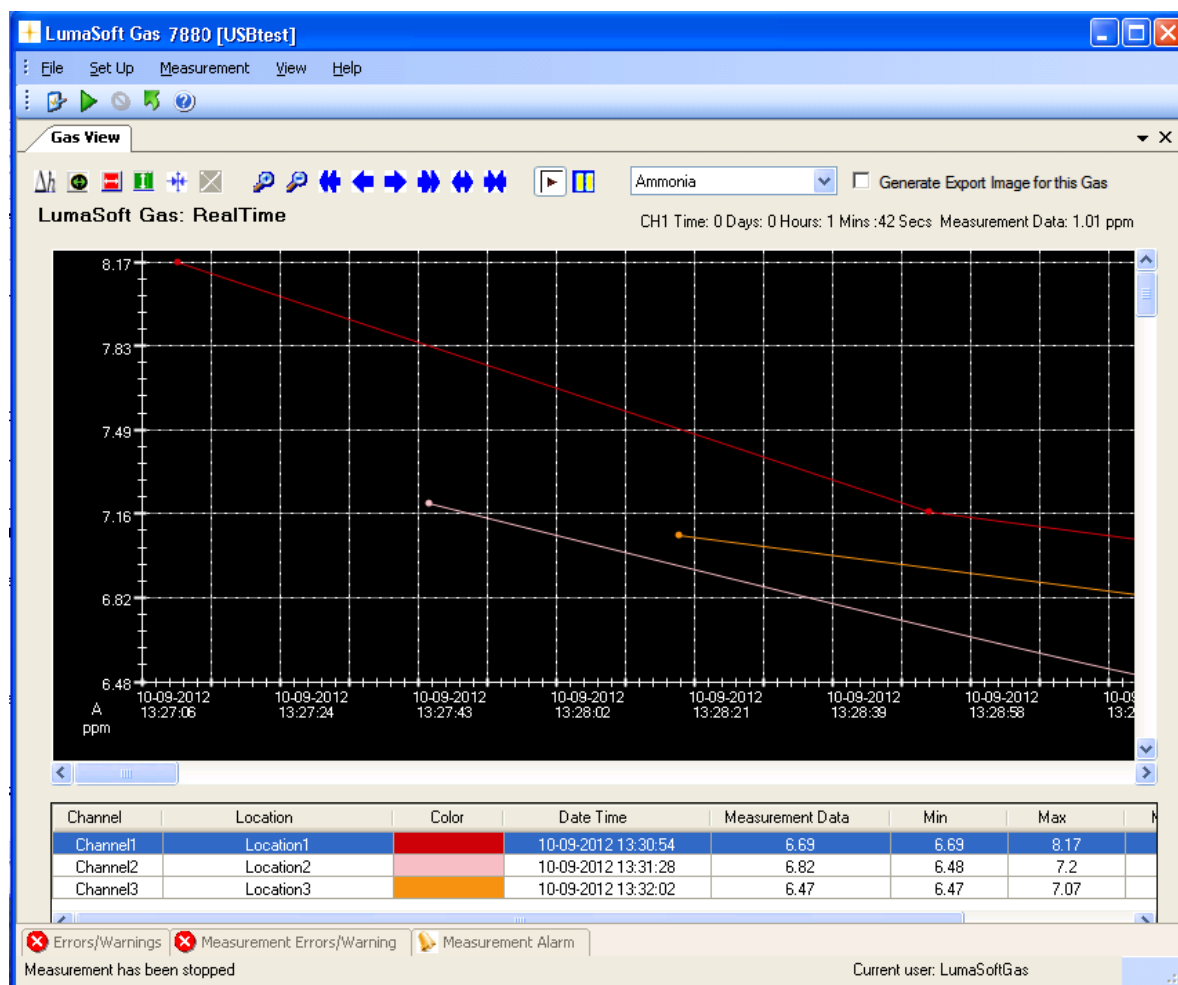 LumaSoft Gas 7880 [USBtest]
File Set Up Measurement View Help
Gas View
Ammonia
Generate Export Image for this Gas
LumaSoft Gas: RealTime
CH1 Time: 0 Days: 0 Hours: 1 Mins :42 Secs Measurement Data: 1.01 ppm
8.17
7.83
7.49
7.16
6.82
6.48
A
ppm
10-09-2012 10-09-2012 10-09-2012 10-09-2012 10-09-2012 10-09-2012 10-09-2012 10-09
13:27:06 13:27:24 13:27:43 13:28:02 13:28:21 13:28:39 13:28:58 13:2
Channel Location Color Date Time Measurement Data Min Max
Channel1 Location1 10-09-2012 13:30:54 6.69 6.69 8.17
Channel2 Location2 10-09-2012 13:31:28 6.82 6.48 7.2
Channel3 Location3 10-09-2012 13:32:02 6.47 6.47 7.07
Errors/Warnings Measurement Errors/Warning Measurement Alarm
Measurement has been stopped Current user: LumaSoftGas